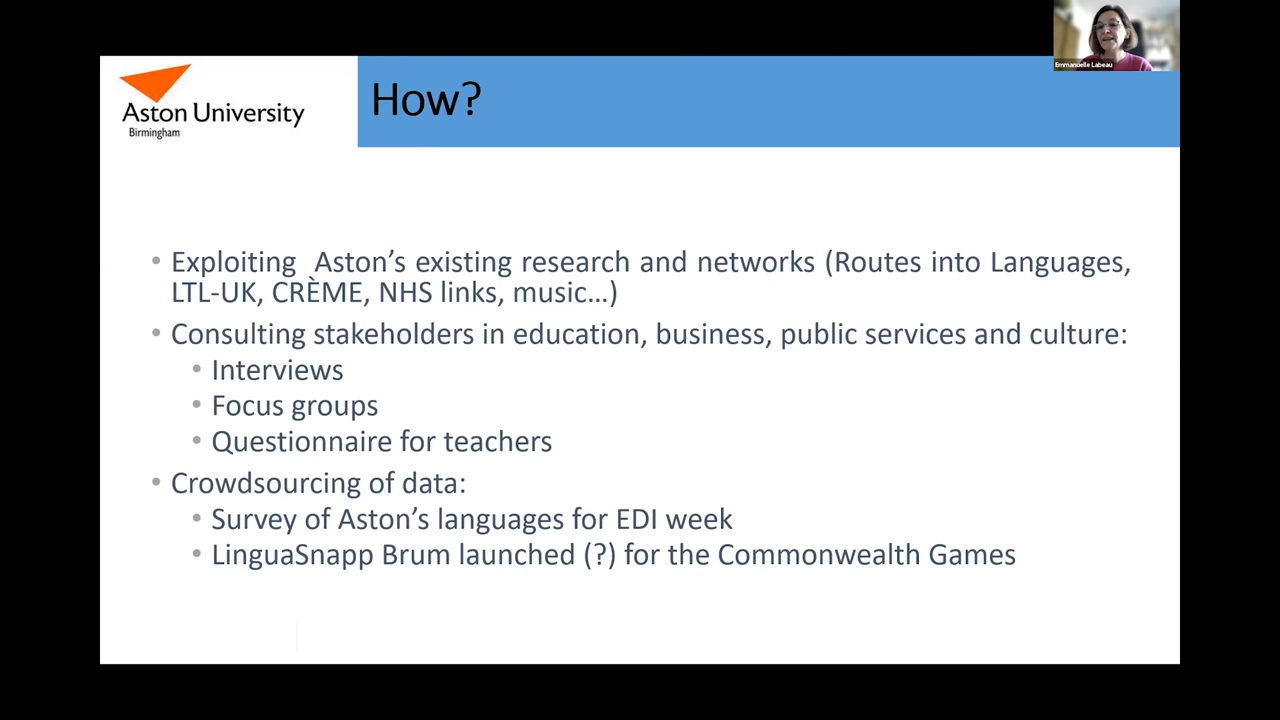 Emmanuelle Labeau
Aston University
Birmingham
How?
• Exploiting Aston’s existing research and networks (Routes into Languages,
LTL-UK, CRÈME, NHS links, music…)
• Consulting stakeholders in education, business, public services and culture:
• Interviews
• Focus groups
• Questionnaire for teachers
• Crowdsourcing of data:
• Survey of Aston’s languages for EDI week
• LinguaSnapp Brum launched (?) for the Commonwealth Games